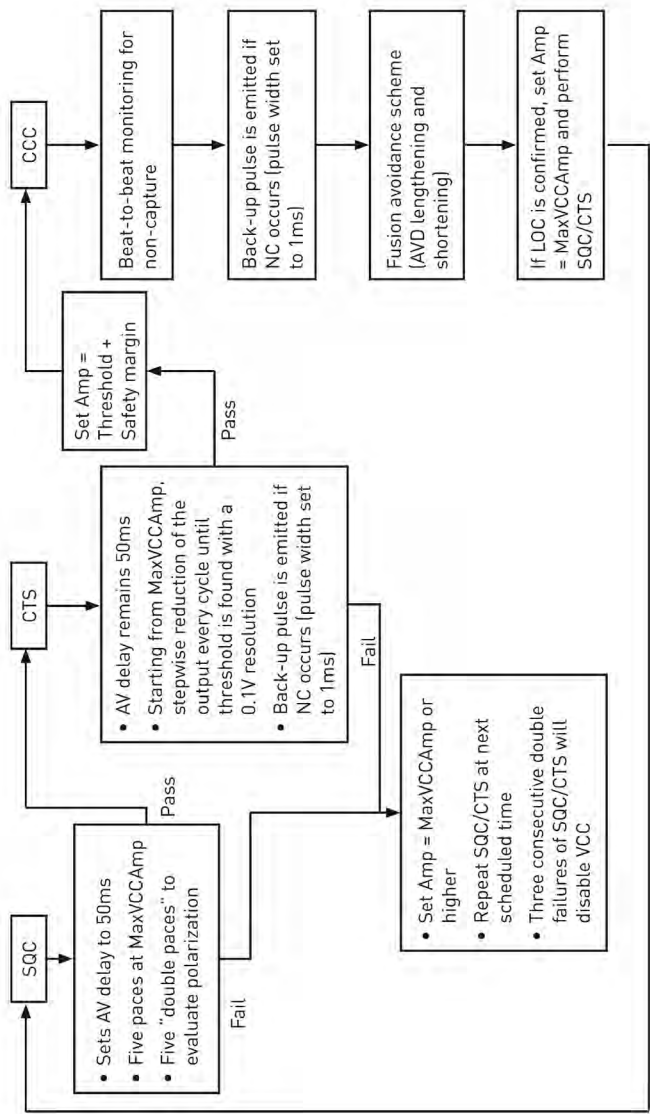 SQC
• Sets AV delay to 50ms
• Five paces at MaxVCCAmp
• Five "double paces" to
evaluate polarization
Pass
Fail
CTS
• AV delay remains 50ms
• Starting from MaxVCCAmp,
stepwise reduction of the
output every cycle until
threshold is found with a
0.1V resolution
• Back-up pulse is emitted if
NC occurs (pulse width set
to 1ms)
Pass
Fail
• Set Amp = MaxVCCAmp or
higher
• Repeat SQC/CTS at next
scheduled time
• Three consecutive double
failures of SQC/CTS will
disable VCC
Set Amp =
Threshold +
Safety margin
CCC
Beat-to-beat monitoring for
non-capture
Back-up pulse is emitted if
NC occurs (pulse width set
to 1ms)
Fusion avoidance scheme
(AVD lengthening and
shortening)
If LOC is confirmed, set Amp
= MaxVCCAmp and perform
SQC/CTS